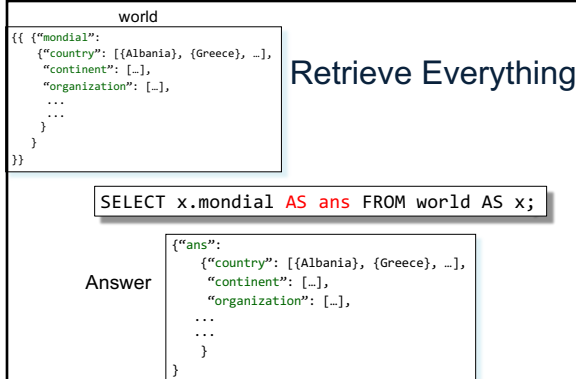 world
{{ {“mondial”:
{“country”: [{Albania}, {Greece}, …],
“continent”: […],
“organization”: […],
...
...
}
}
}}
Retrieve Everything
SELECT x.mondial AS ans FROM world AS x;
Answer
{“ans”:
{“country”: [{Albania}, {Greece}, …],
“continent”: […],
“organization”: […],
...
...
}
}